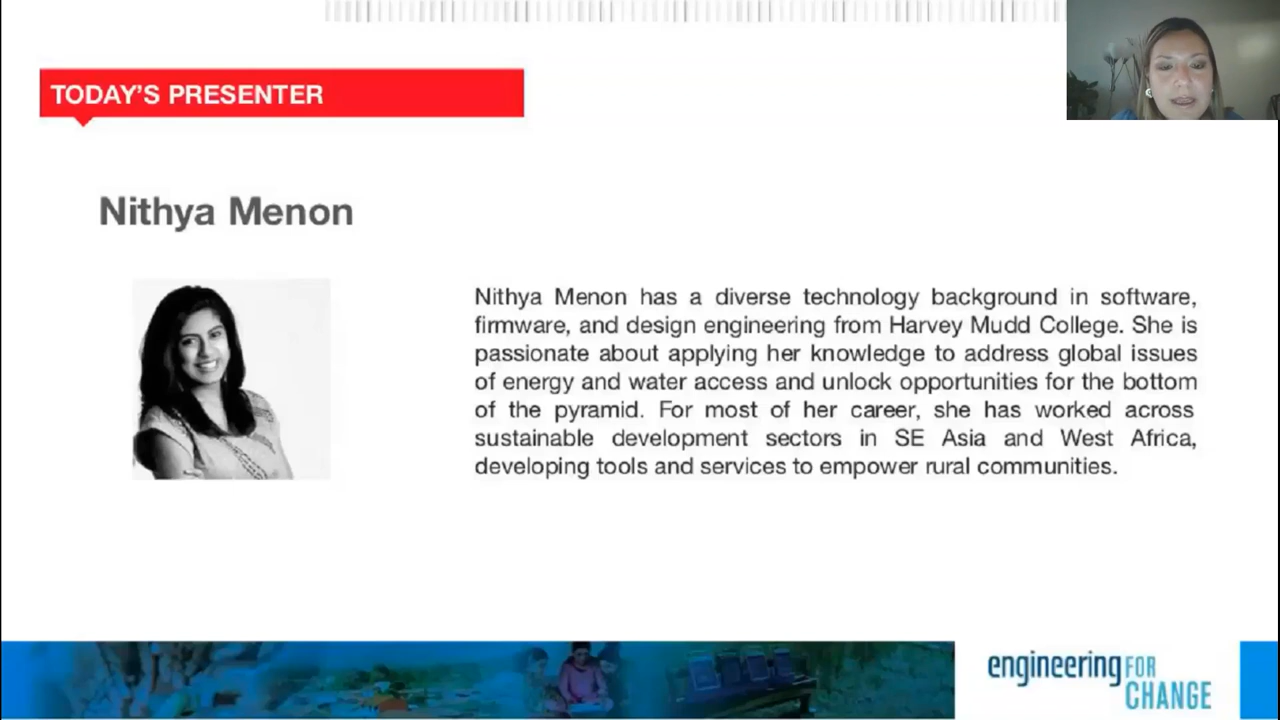 TODAY'S PRESENTER
Nithya Menon
Nithya Menon has a diverse technology background in software,
firmware, and design engineering from Harvey Mudd College. She is
passionate about applying her knowledge to address global issues
of energy and water access and unlock opportunities for the bottom
of the pyramid. For most of her career, she has worked across
sustainable development sectors in SE Asia and West Africa,
developing tools and services to empower rural communities.
engineering FOR
CHANGE